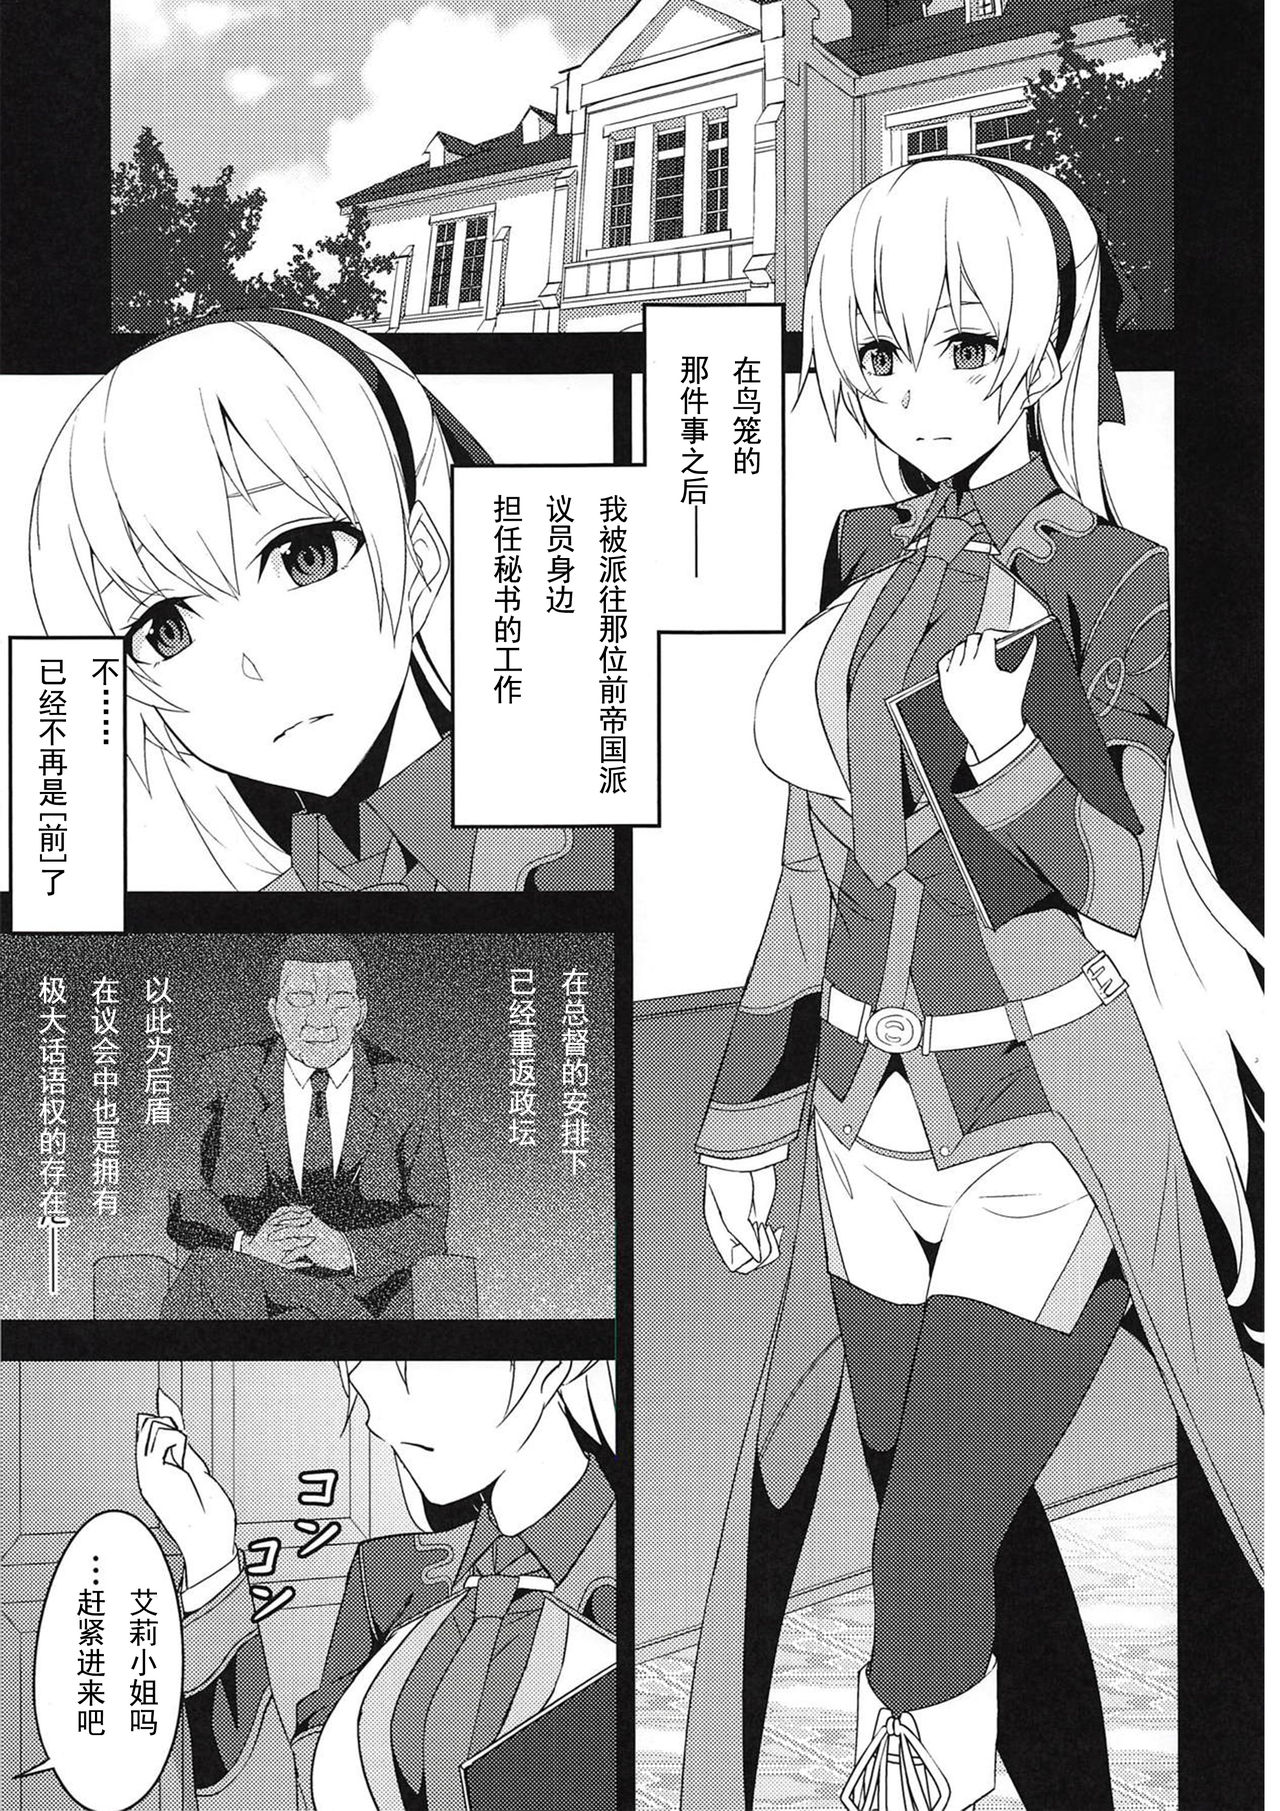 在鸟笼的
那件事之后——
我被派往那位前帝国派
议员身边
担任秘书的工作
不……
已经不再是[前]了
在总督的安排下
已经重返政坛
以此为后盾
在议会中也是拥有
极大话语权的存在——
コンコン
艾莉小姐吗
…赶紧进来吧